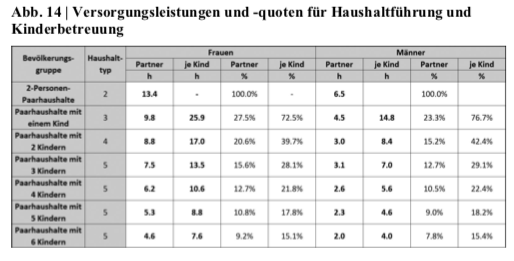 Abb. 14 | Versorgungsleistungen und -quoten für Haushaltführung und
Kinderbetreuung
Bevölkerungs-
gruppe
Haushalt-
typ
Frauen
Männer
Partner je Kind Partner je Kind Partner je Kind Partner je Kind
h h % % h h % %
2-Personen-
Paarhaushalte
2 13.4 - 100.0% - 6.5 100.0%
Paarhaushalte mit
einem Kind
3 9.8 25.9 27.5% 72.5% 4.5 14.8 23.3% 76.7%
Paarhaushalte mit
2 Kindern
4 8.8 17.0 20.6% 39.7% 3.0 8.4 15.2% 42.4%
Paarhaushalte mit
3 Kindern
5 7.5 13.5 15.6% 28.1% 3.1 7.0 12.7% 29.1%
Paarhaushalte mit
4 Kindern
5 6.2 10.6 12.7% 21.8% 2.6 5.6 10.5% 22.4%
Paarhaushalte mit
5 Kindern
5 5.3 8.8 10.8% 17.8% 2.3 4.6 9.0% 18.2%
Paarhaushalte mit
6 Kindern
5 4.6 7.6 9.2% 15.1% 2.0 4.0 7.8% 15.4%